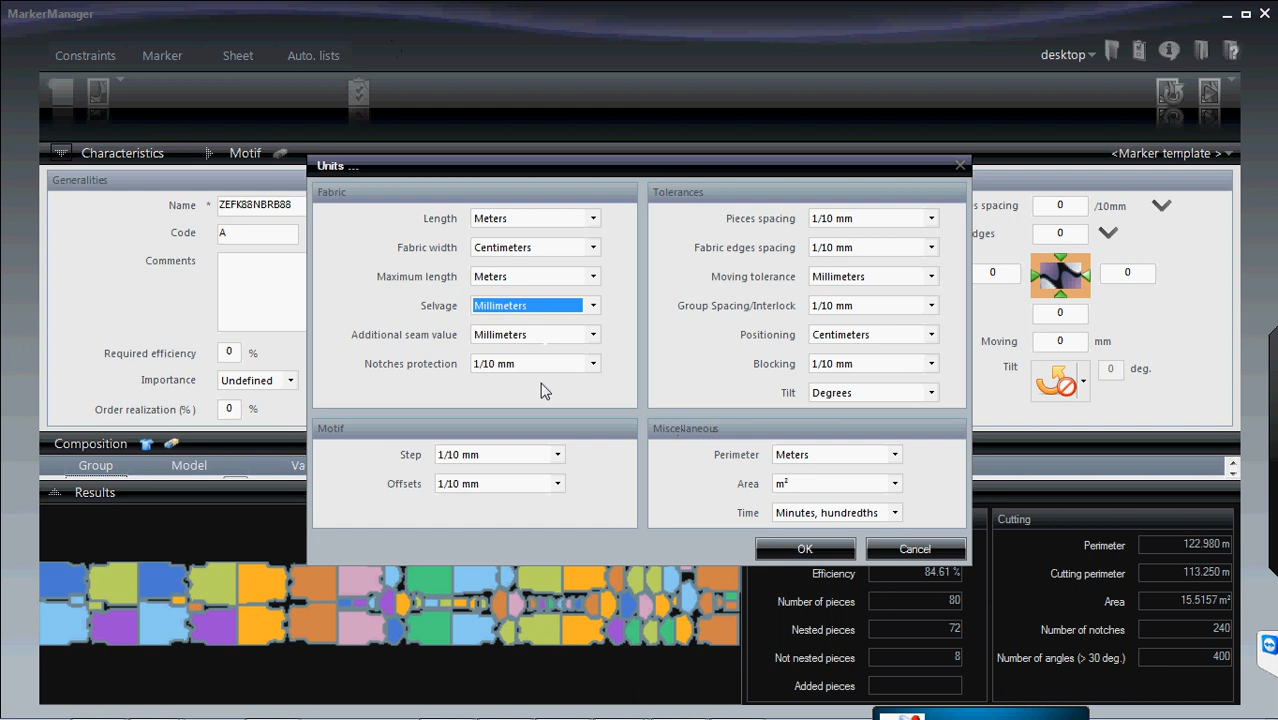 MarkerManager
Constraints Marker Sheet Auto. lists
desktop
Characteristics Motif <Marker template >
Generalities
Name * ZEFK88NBRB88
Code A
Comments
Required efficiency 0 %
Importance Undefined
Order realization (% ) 0 %
Units ...
Fabric
Length Meters
Fabric width Centimeters
Maximum length Meters
Selvage Millimeters
Additional seam value Millimeters
Notches protection 1/10 mm
Tolerances
Pieces spacing 1/10 mm
Fabric edges spacing 1/10 mm
Moving tolerance Millimeters
Group Spacing/Interlock 1/10 mm
Positioning Centimeters
Blocking 1/10 mm
Tilt Degrees
Motif
Step 1/10 mm
Offsets 1/10 mm
Miscellaneous
Perimeter Meters
Area m²
Time Minutes, hundredths
OK Cancel
es spacing 0 /10mm
dges 0
0 0
0
Moving 0 mm
Tilt 0 deg.
Composition
Group Model Va
Results
Efficiency 84.61 %
Number of pieces 80
Nested pieces 72
Not nested pieces 8
Added pieces
Cutting
Perimeter 122.980 m
Cutting perimeter 113.250 m
Area 15.5157 m²
Number of notches 240
Number of angles (> 30 deg.) 400